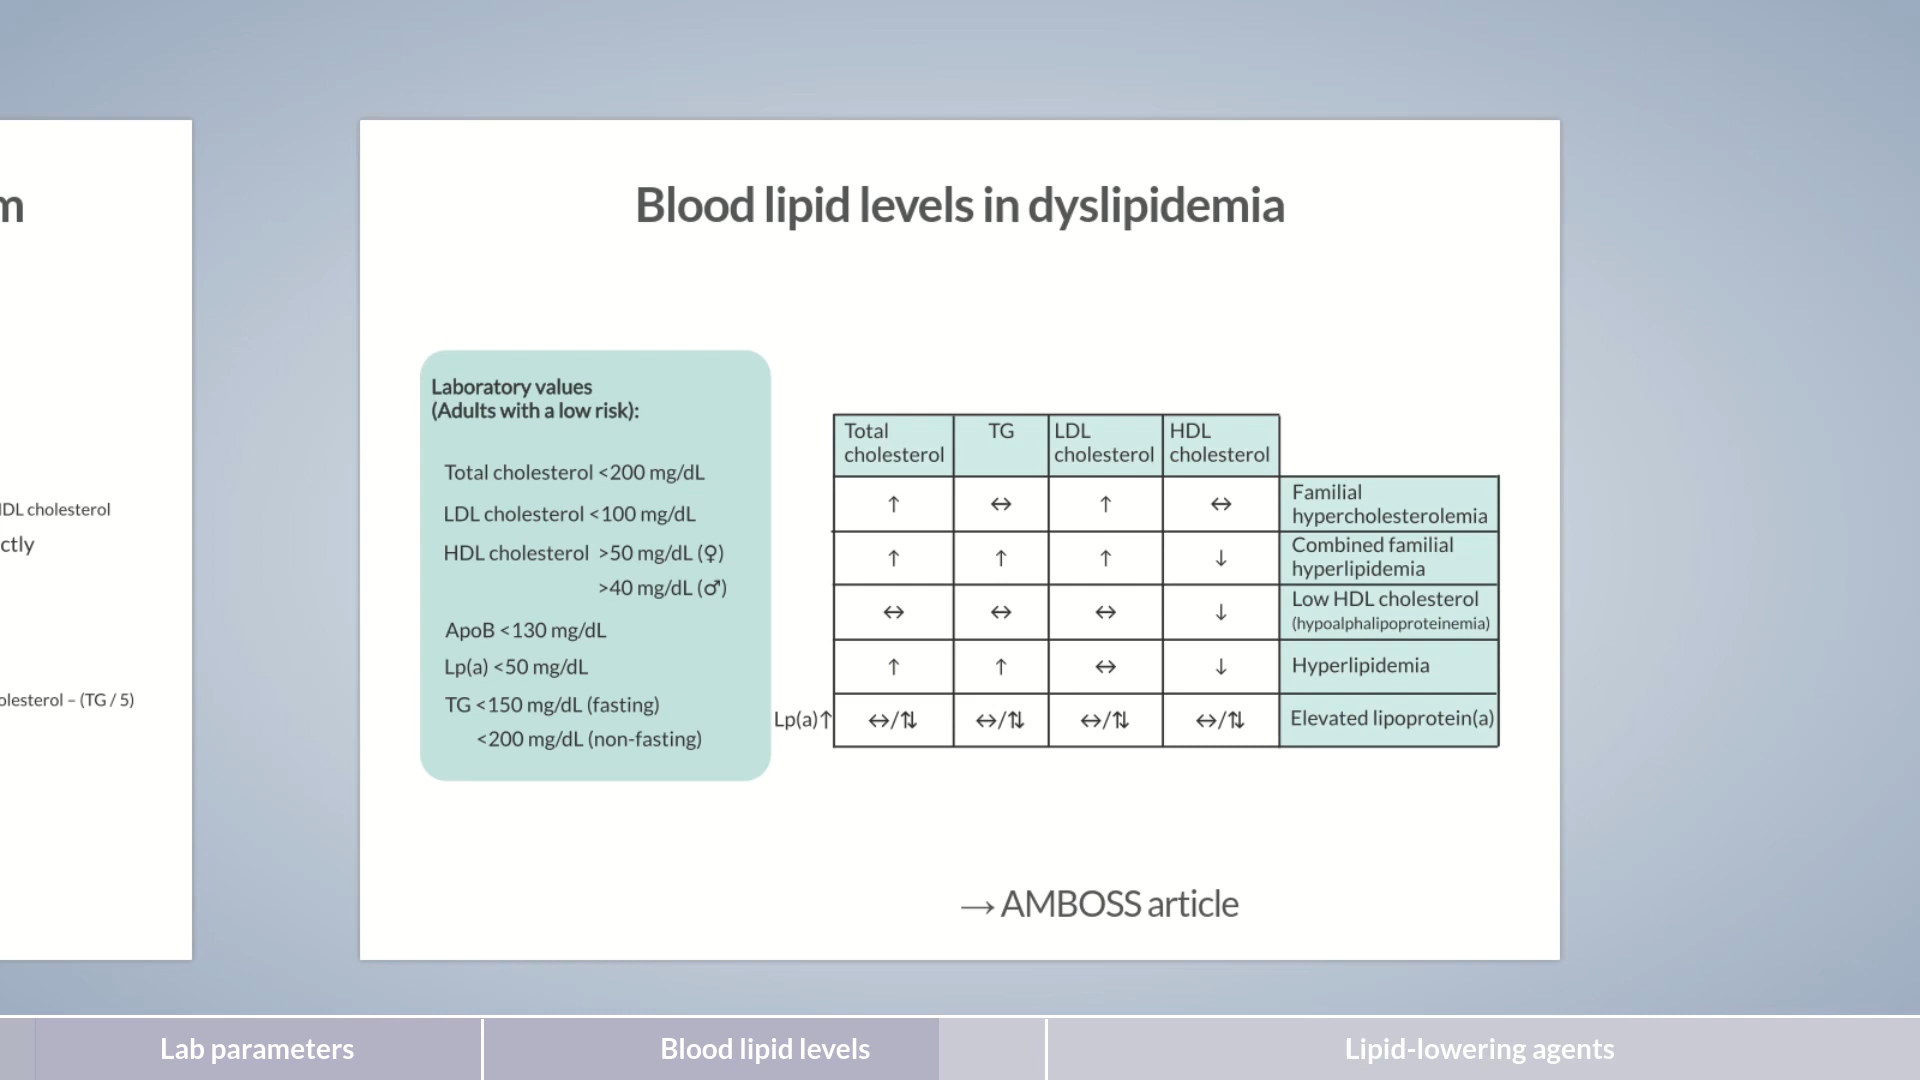 m
Blood lipid levels in dyslipidemia
HDL cholesterol
ctly
olesterol – (TG / 5)
Laboratory values
(Adults with a low risk):
Total cholesterol <200 mg/dL
LDL cholesterol <100 mg/dL
HDL cholesterol >50 mg/dL (♀)
>40 mg/dL (♂)
ApoB <130 mg/dL
Lp(a) <50 mg/dL
TG <150 mg/dL (fasting)
<200 mg/dL (non-fasting)
Total cholesterol TG LDL cholesterol HDL cholesterol
↑ ↔ ↑ ↔ Familial hypercholesterolemia
↑ ↑ ↑ ↓ Combined familial hyperlipidemia
↔ ↔ ↔ ↓ Low HDL cholesterol (hypoalphalipoproteinemia)
↑ ↑ ↔ ↓ Hyperlipidemia
Lp(a)↑ ↔/⇅ ↔/⇅ ↔/⇅ ↔/⇅ Elevated lipoprotein(a)
→ AMBOSS article
Lab parameters
Blood lipid levels
Lipid-lowering agents